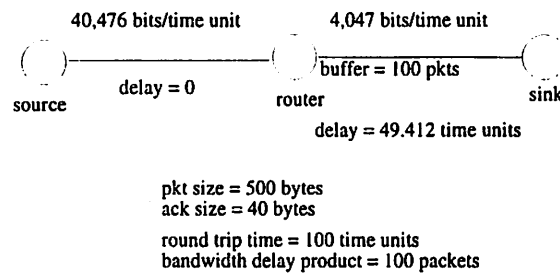 40,476 bits/time unit
4,047 bits/time unit
delay = 0
buffer = 100 pkts
source
router
sink
delay = 49.412 time units
pkt size = 500 bytes
ack size = 40 bytes
round trip time = 100 time units
bandwidth delay product = 100 packets